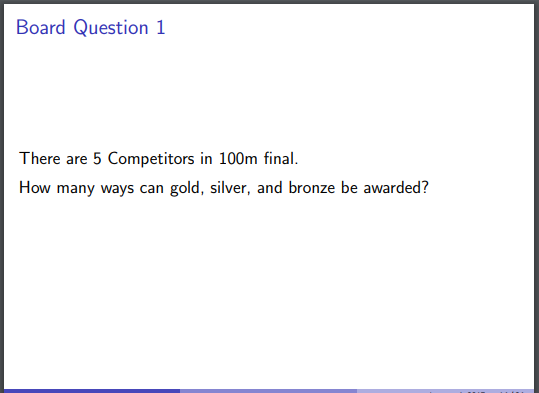 Board Question 1
There are 5 Competitors in 100m final.
How many ways can gold, silver, and bronze be awarded?